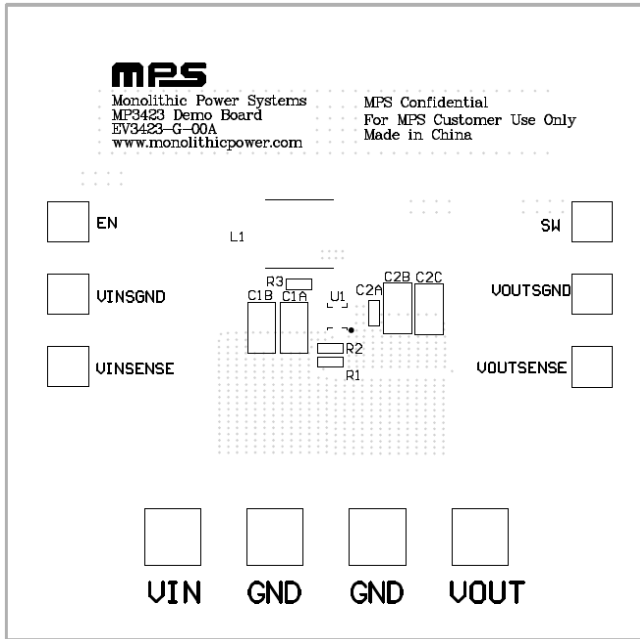 mps
Monolithic Power Systems
MP3423 Demo Board
EV3423-G-00A
www.monolithicpower.com
MPS Confidential
For MPS Customer Use Only
Made in China
EN
L1
SW
VINSGND
R3
C1B
C1A
U1
C2A
C2B
C2C
VOUTSGND
VINSENSE
R2
R1
VOUTSENSE
VIN
GND
GND
VOUT